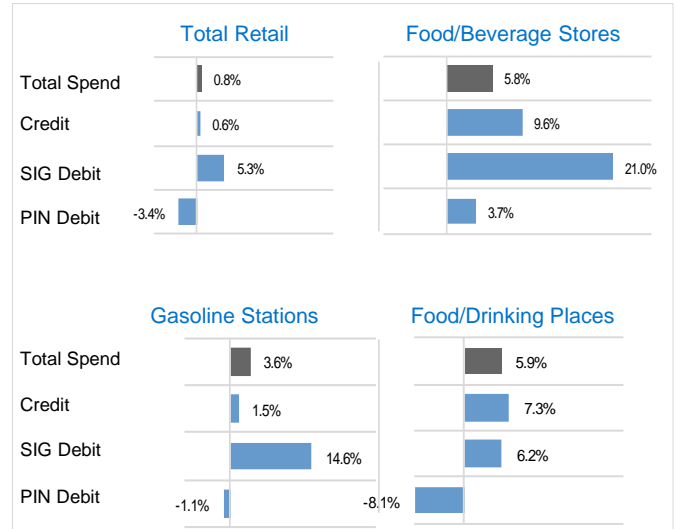 Total Retail Food/Beverage Stores
Total Spend 0.8% 5.8%
Credit 0.6% 9.6%
SIG Debit 5.3% 21.0%
PIN Debit -3.4% 3.7%
Gasoline Stations Food/Drinking Places
Total Spend 3.6% 5.9%
Credit 1.5% 7.3%
SIG Debit 14.6% 6.2%
PIN Debit -1.1% -8.1%